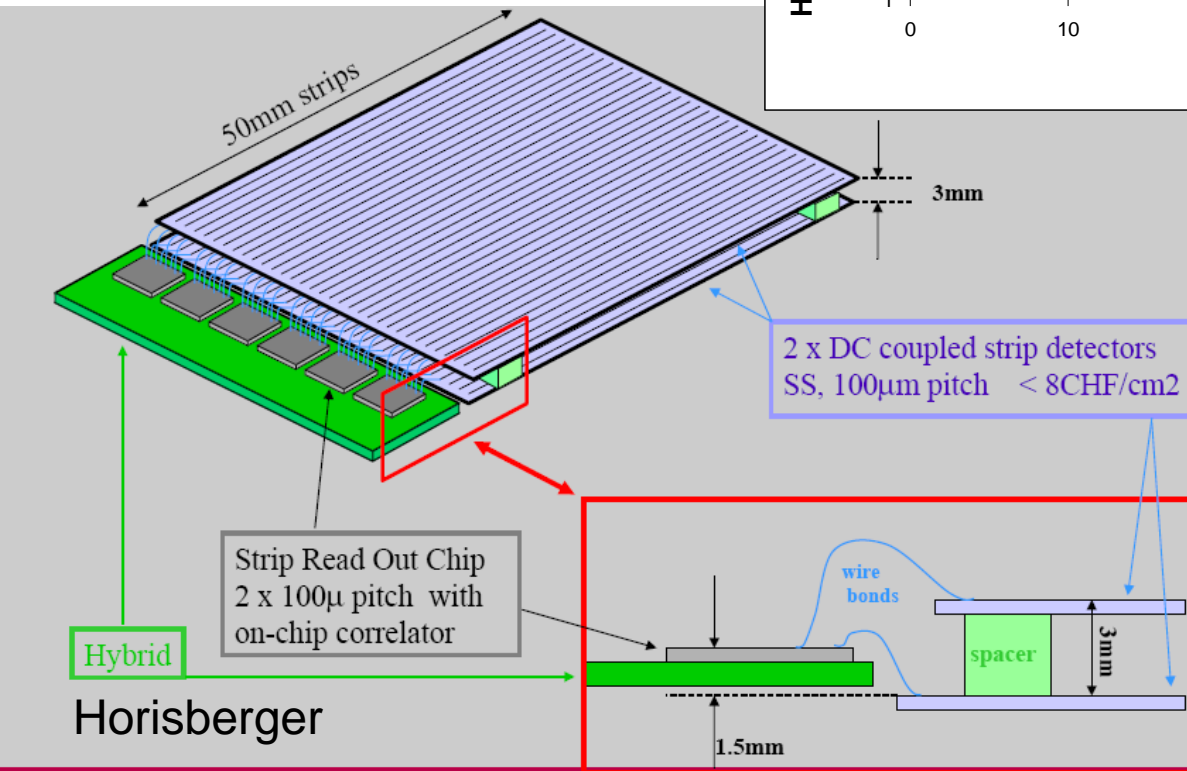 H
0 10
50mm strips
3mm
2 x DC coupled strip detectors
SS, 100μm pitch < 8CHF/cm2
Strip Read Out Chip
2 x 100μ pitch with
on-chip correlator
Hybrid
Horisberger
wire
bonds
spacer
3mm
1.5mm